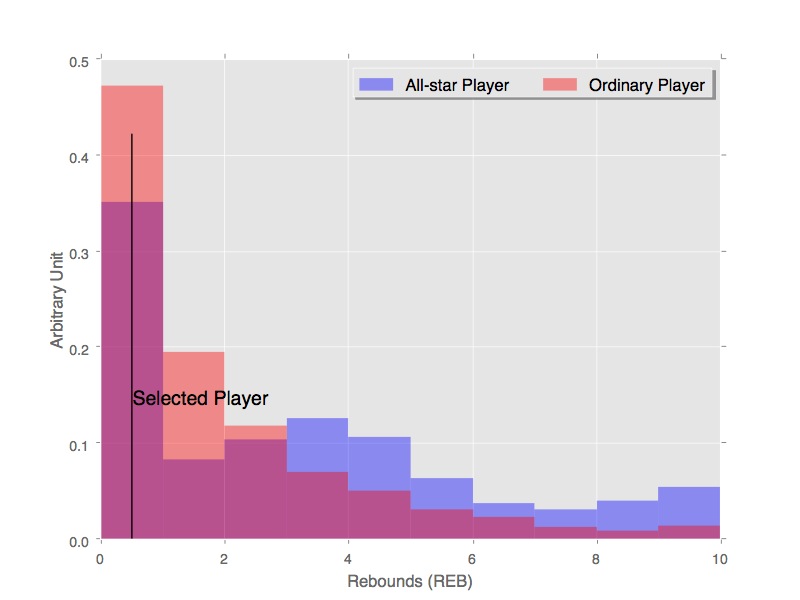 0.5
All-star Player Ordinary Player
0.4
0.3
Arbitrary Unit
0.2
Selected Player
0.1
0.0
0 2 4 6 8 10
Rebounds (REB)